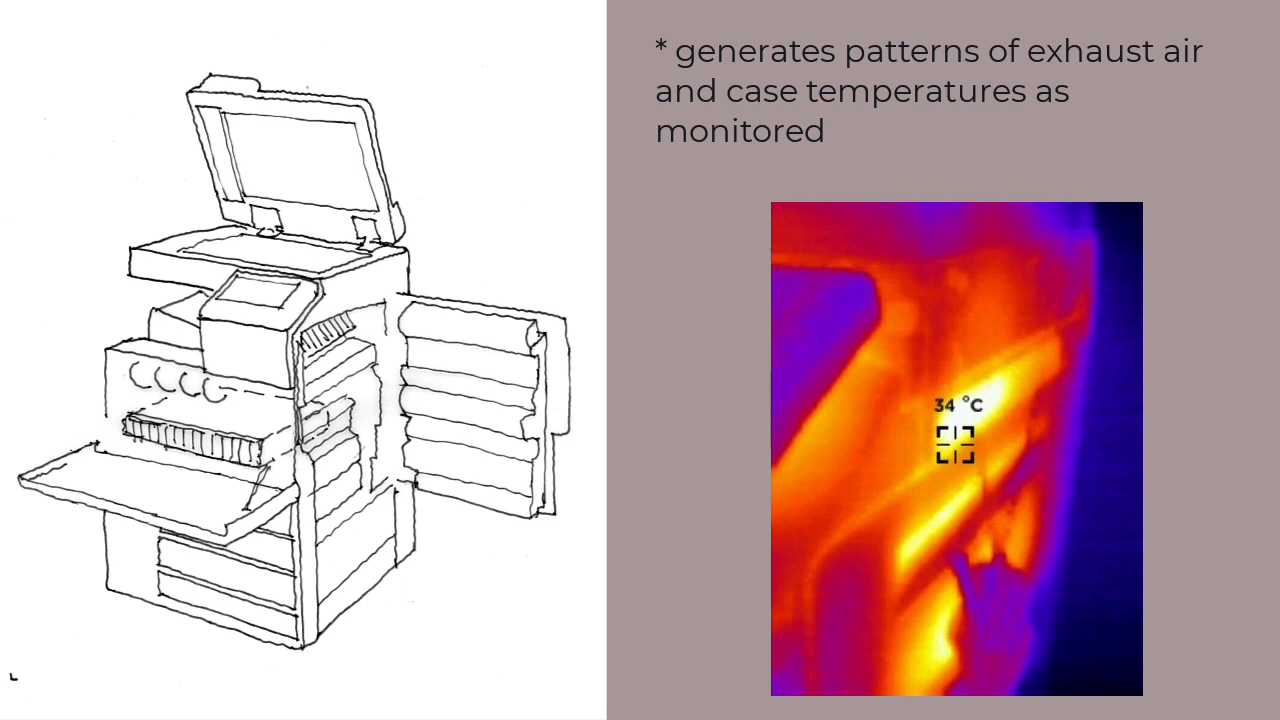 * generates patterns of exhaust air
and case temperatures as
monitored
34 °C